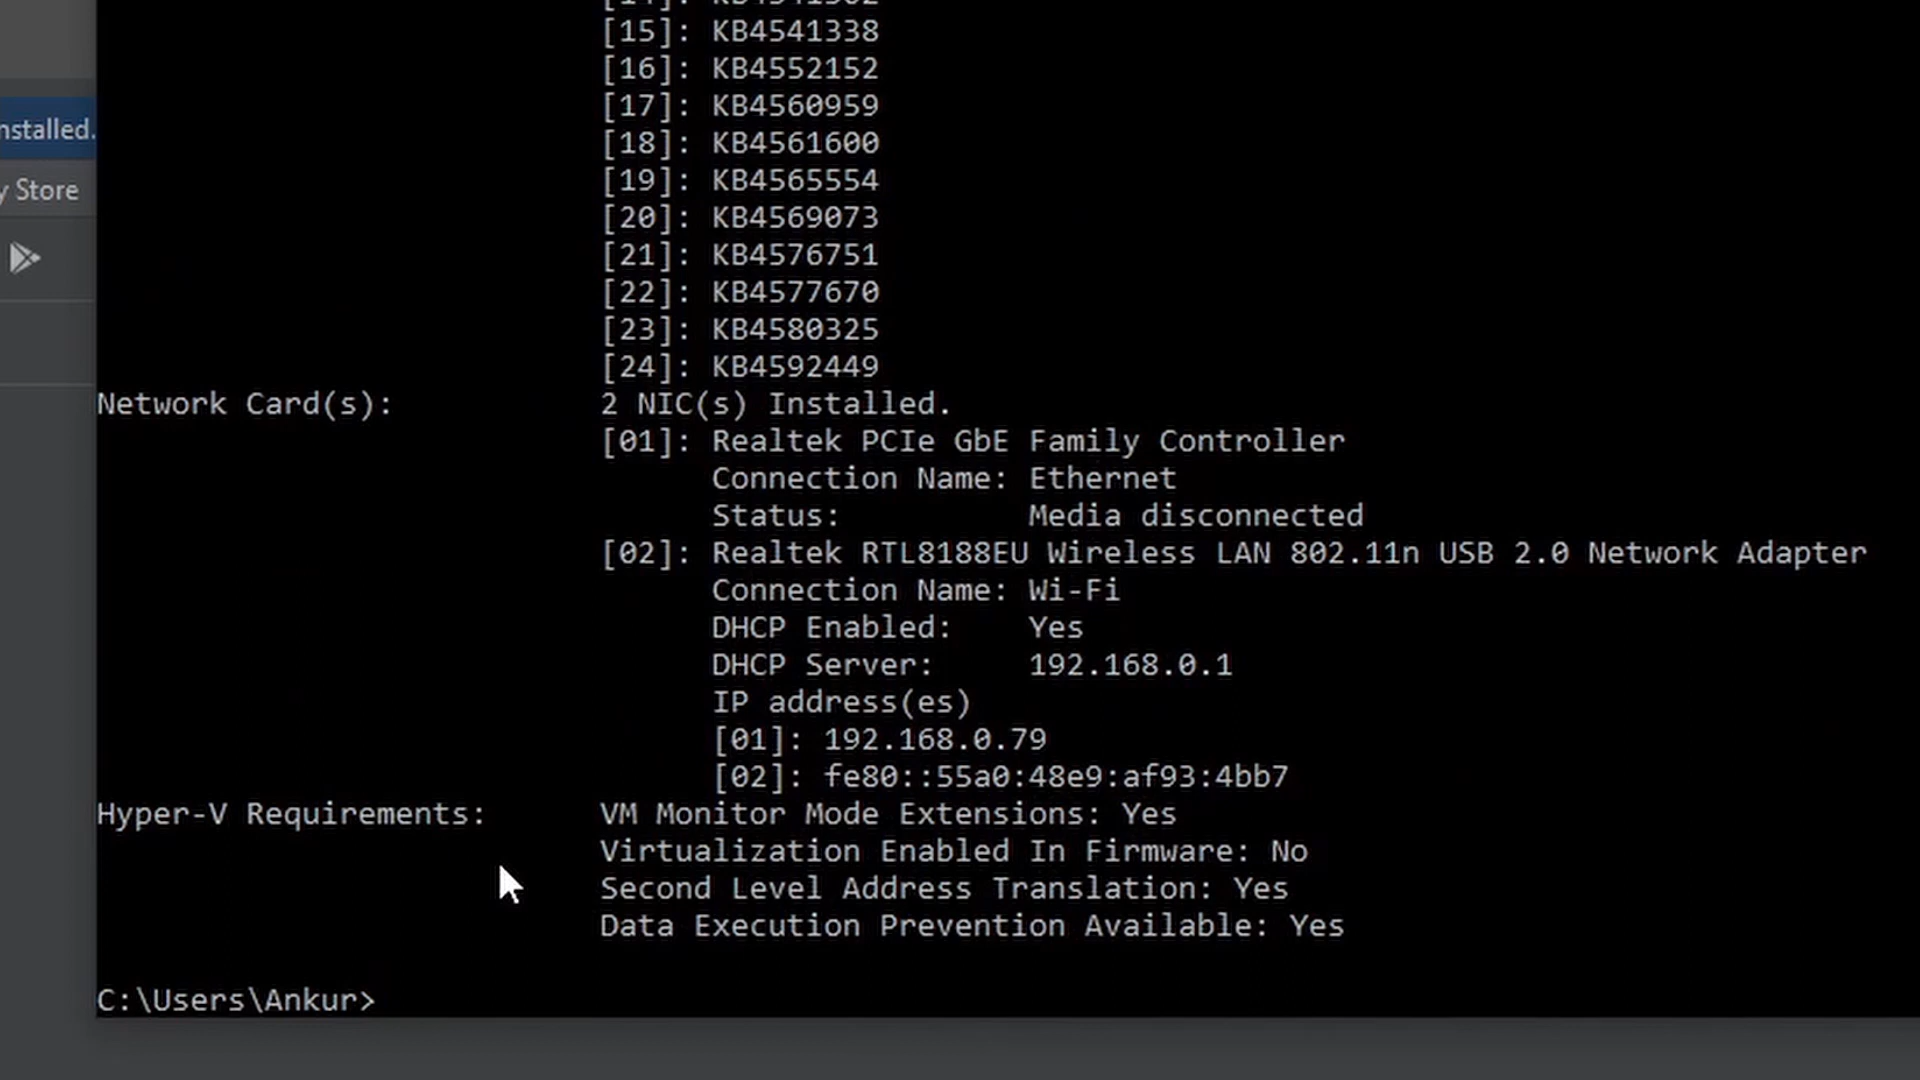 [15]: KB4541338
[16]: KB4552152
[17]: KB4560959
nstalled.
[18]: KB4561600
[19]: KB4565554
y Store
[20]: KB4569073
[21]: KB4576751
[22]: KB4577670
[23]: KB4580325
[24]: KB4592449
Network Card(s): 2 NIC(s) Installed.
[01]: Realtek PCIe GbE Family Controller
Connection Name: Ethernet
Status: Media disconnected
[02]: Realtek RTL8188EU Wireless LAN 802.11n USB 2.0 Network Adapter
Connection Name: Wi-Fi
DHCP Enabled: Yes
DHCP Server: 192.168.0.1
IP address(es)
[01]: 192.168.0.79
[02]: fe80::55a0:48e9:af93:4bb7
Hyper-V Requirements: VM Monitor Mode Extensions: Yes
Virtualization Enabled In Firmware: No
Second Level Address Translation: Yes
Data Execution Prevention Available: Yes
C:\Users\Ankur>